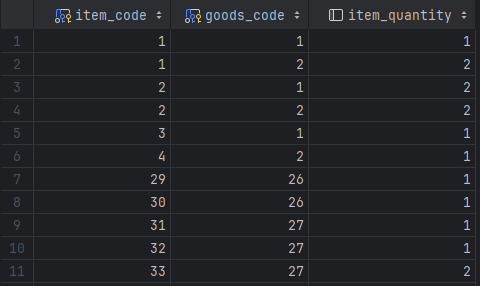 item_code goods_code item_quantity
1 1 1 1
2 1 2 2
3 2 1 2
4 2 2 2
5 3 1 1
6 4 2 1
7 29 26 1
8 30 26 1
9 31 27 1
10 32 27 1
11 33 27 2